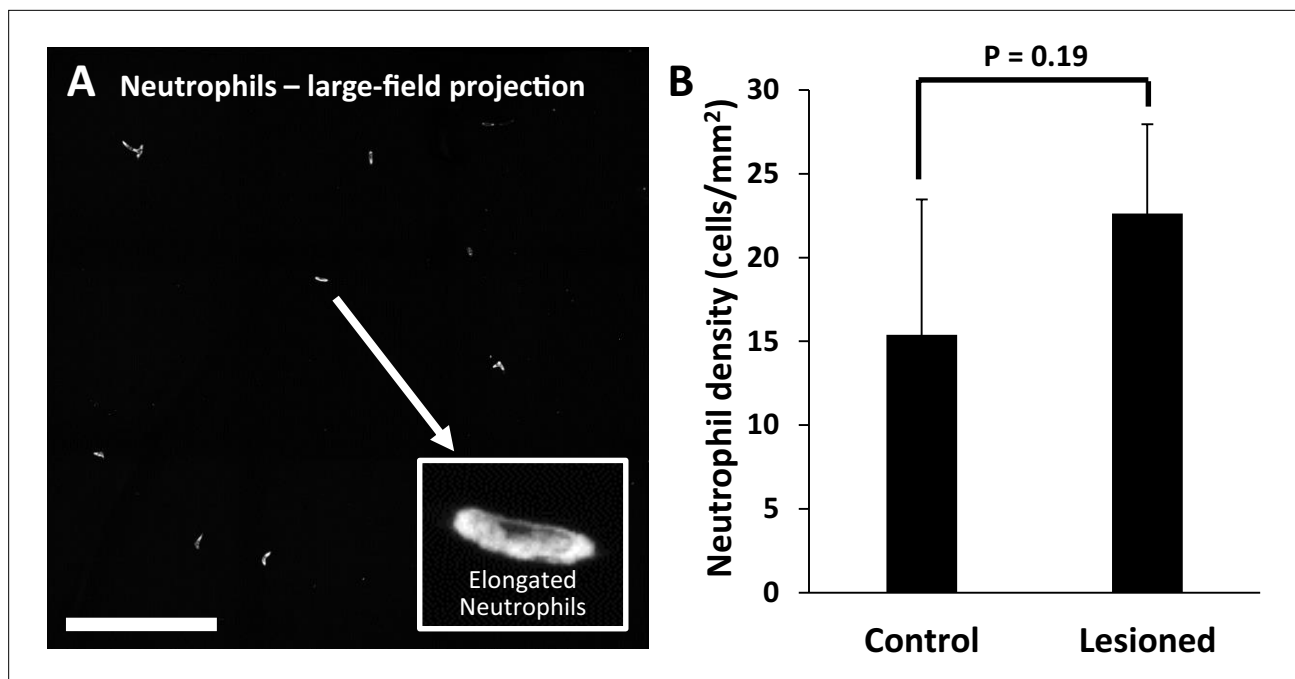 A Neutrophils – large-field projection
Elongated
Neutrophils
B
P = 0.19
Neutrophil density (cells/mm²)
30
25
20
15
10
5
0
Control Lesioned